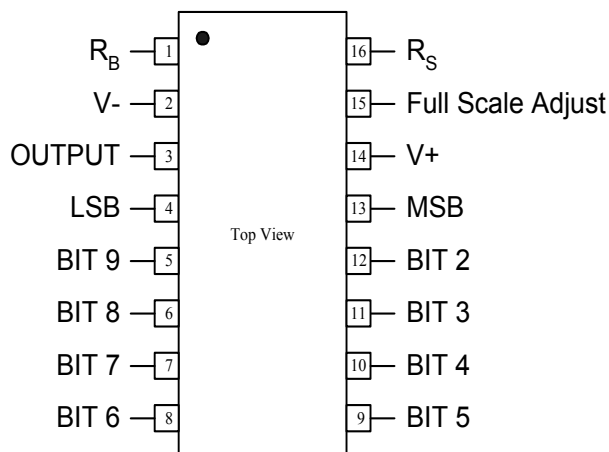 R_B 1 16 R_S
V- 2 15 Full Scale Adjust
OUTPUT 3 14 V+
LSB 4 13 MSB
Top View
BIT 9 5 12 BIT 2
BIT 8 6 11 BIT 3
BIT 7 7 10 BIT 4
BIT 6 8 9 BIT 5